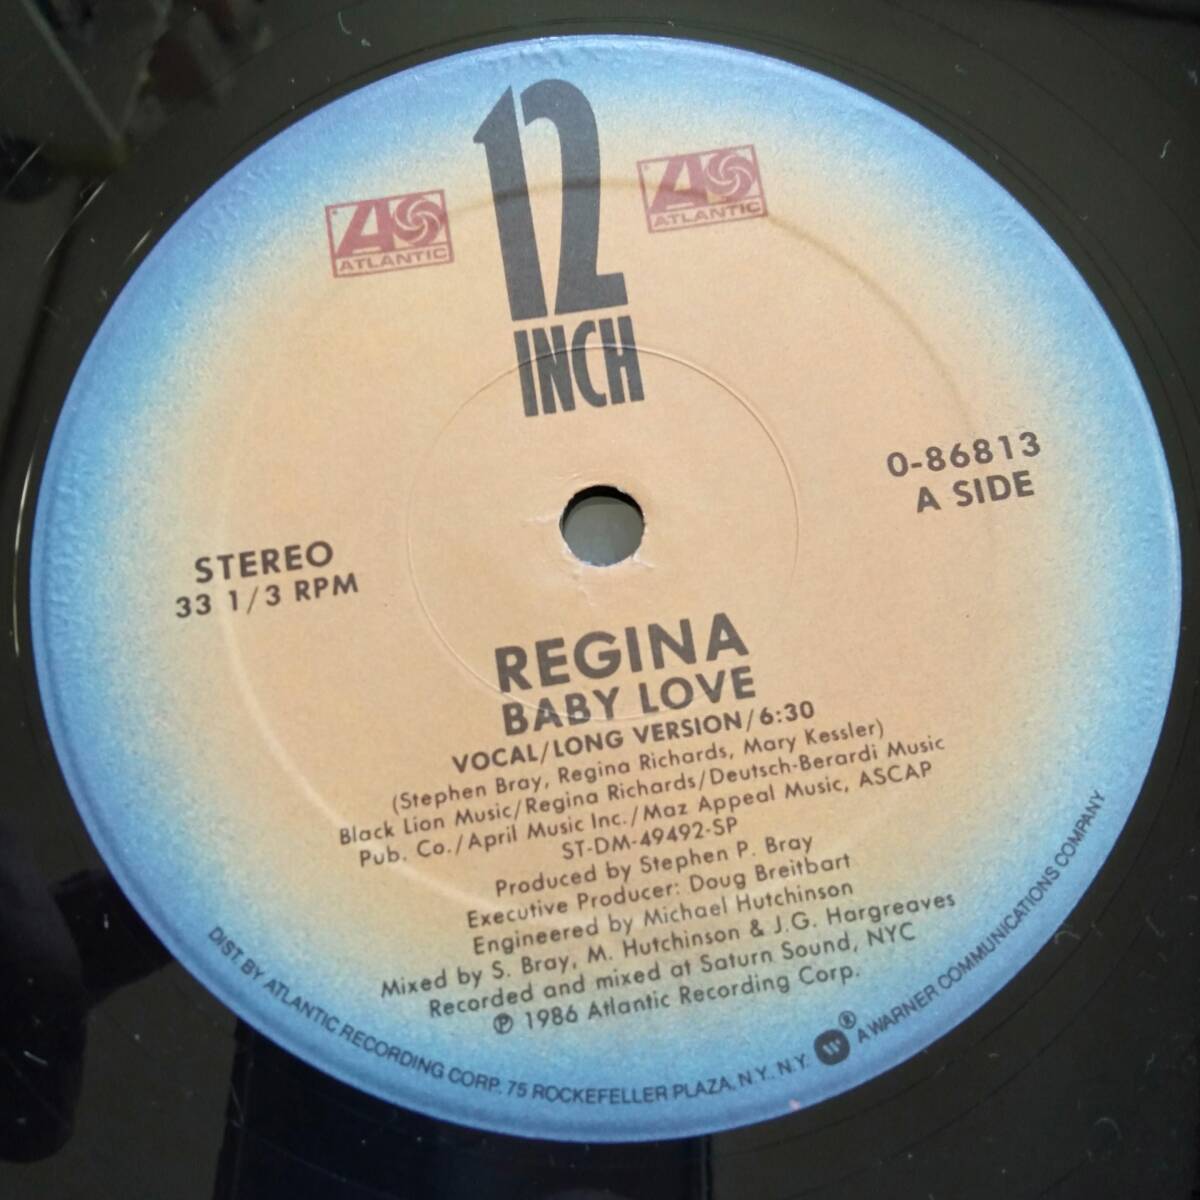 12
INCH
ATLANTIC
ATLANTIC
0-86813
A SIDE
STEREO
33 1/3 RPM
REGINA
BABY LOVE
VOCAL/LONG VERSION/6:30
(Stephen Bray, Regina Richards, Mary Kessler)
Black Lion Music/Regina Richards/Deutsch-Berardi Music
Pub. Co./April Music Inc./Maz Appeal Music, ASCAP
ST-DM-49492-SP
Produced by Stephen P. Bray
Executive Producer: Doug Breitbart
Engineered by Michael Hutchinson
Mixed by S. Bray, M. Hutchinson & J.G. Hargreaves
Recorded and mixed at Saturn Sound, NYC
℗ 1986 Atlantic Recording Corp.
DIST. BY ATLANTIC RECORDING CORP. 75 ROCKEFELLER PLAZA, N.Y. N.Y. ® A WARNER COMMUNICATIONS COMPANY